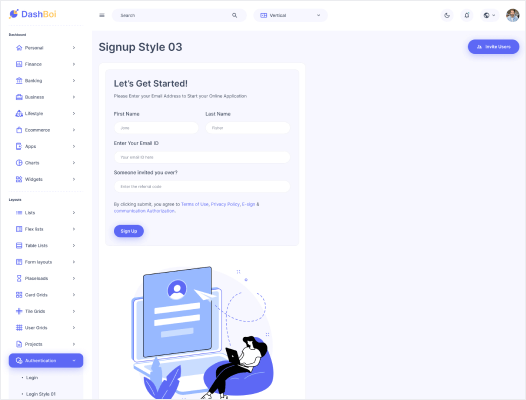 DashBoi
Search
Vertical
Dashboard
Personal
Finance
Banking
Business
Lifestyle
Ecommerce
Apps
Charts
Widgets
Layouts
Lists
Flex lists
Table Lists
Form layouts
Placeloads
Card Grids
Tile Grids
User Grids
Projects
Authentication
Login
Login Style 01
Signup Style 03
Invite Users
Let's Get Started!
Please Enter your Email Address to Start your Online Application
First Name
Last Name
Jane
Enter Your Email ID
Your email ID here
Someone invited you over?
Enter the referral code
By clicking submit, you agree to Terms of Use, Privacy Policy, E-sign &
communication Authorization.
Sign Up